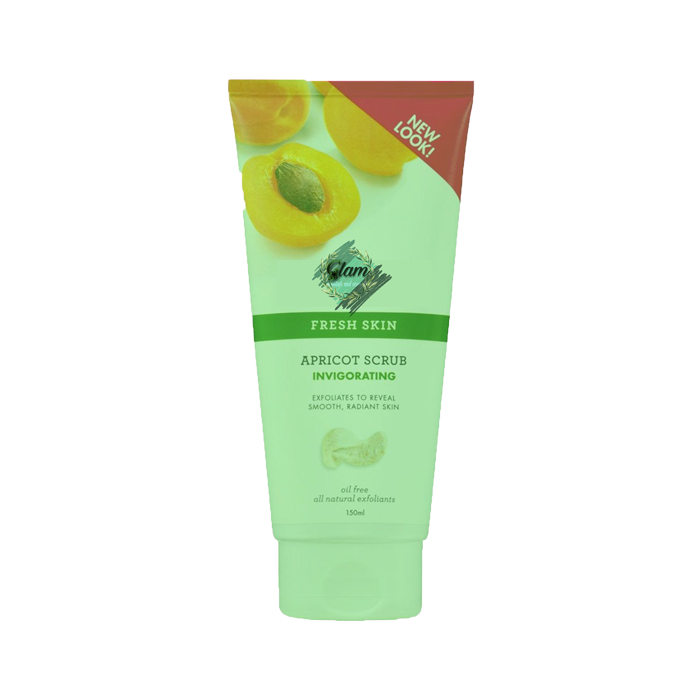 NEW
LOOK!
Glam
FRESH SKIN
APRICOT SCRUB
INVIGORATING
EXFOLIATES TO REVEAL
SMOOTH, RADIANT SKIN
oil free
all natural exfoliants
150ml